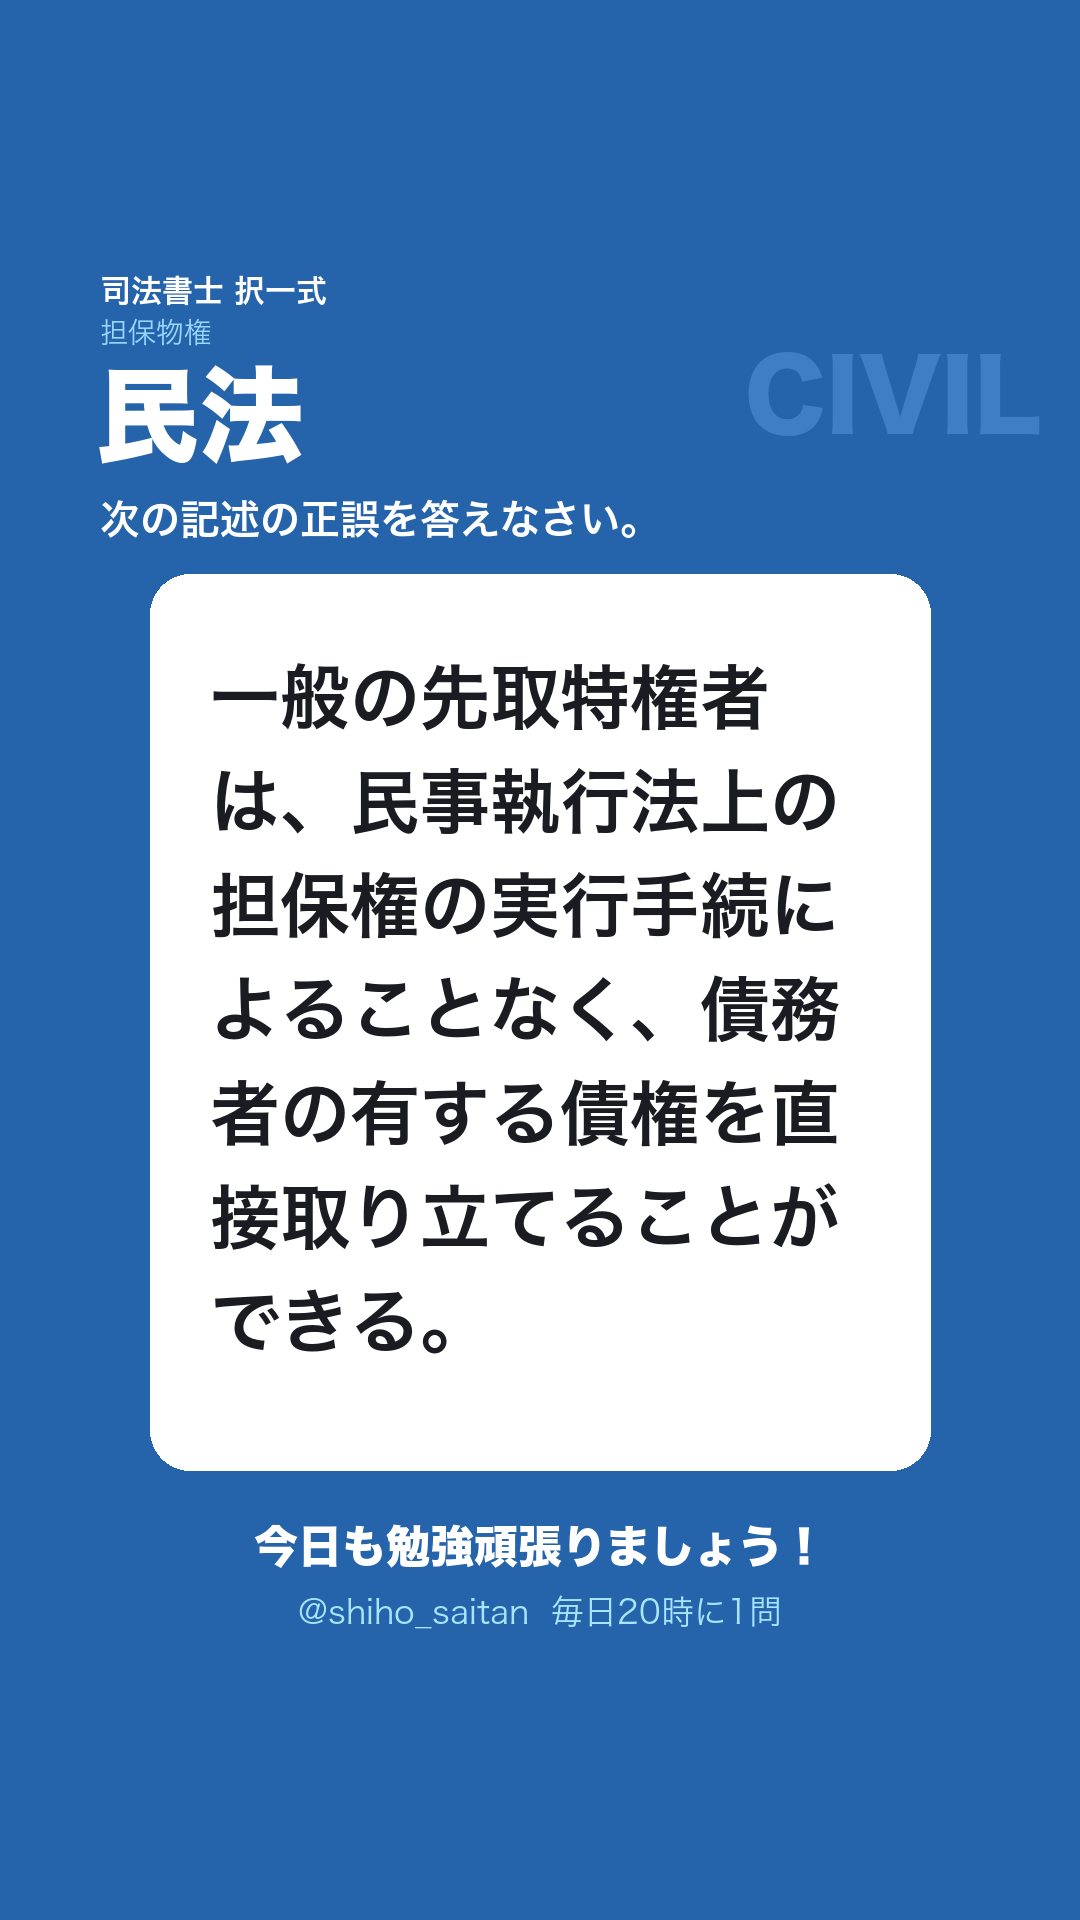 司法書士 択一式
担保物権
民法
CIVIL
次の記述の正誤を答えなさい。
一般の先取特権者
は、民事執行法上の
担保権の実行手続に
よることなく、債務
者の有する債権を直
接取り立てることが
できる。
今日も勉強頑張りましょう！
@shiho_saitan 毎日20時に1問